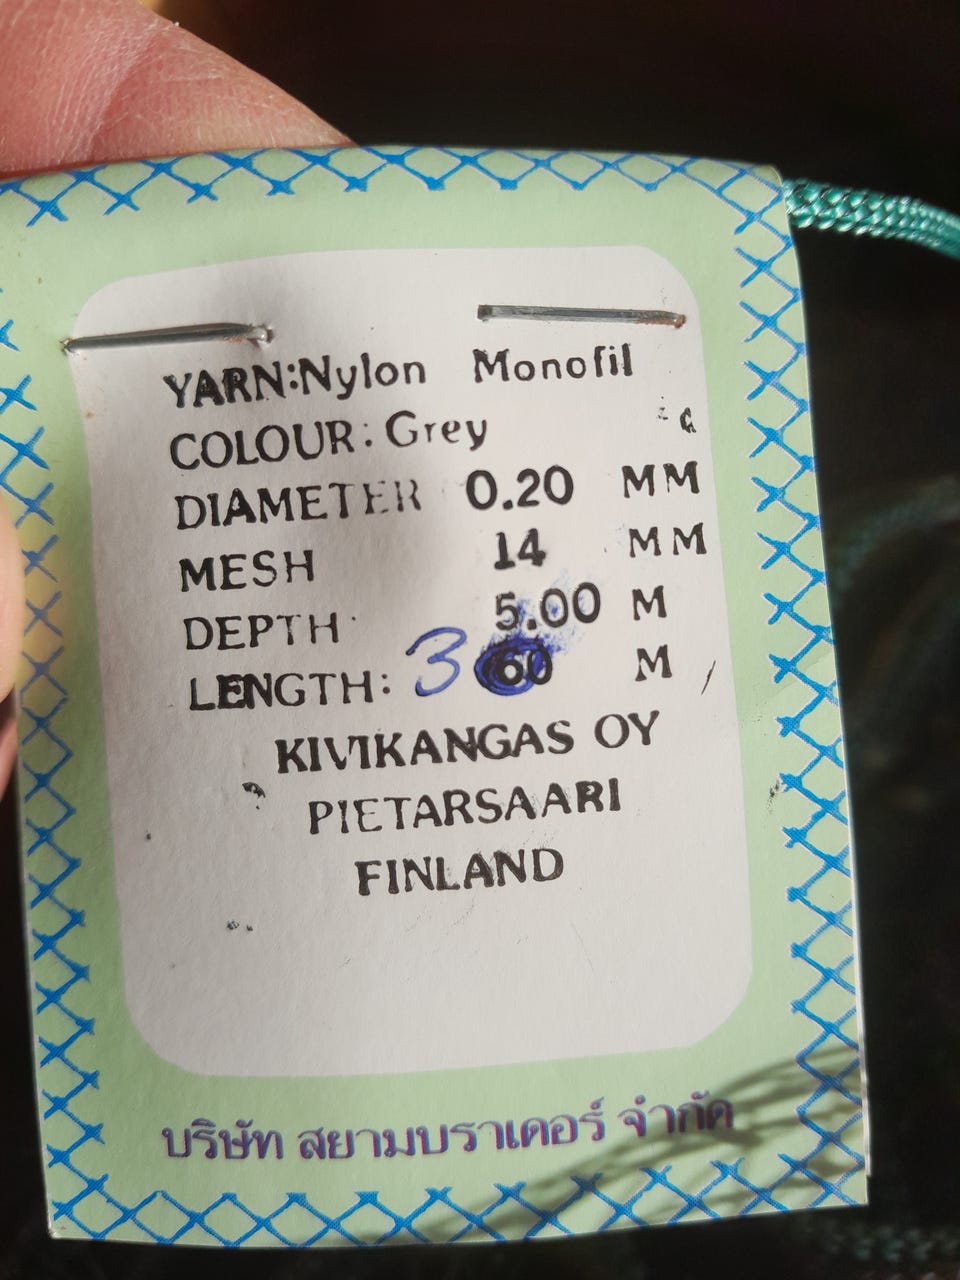 YARN:Nylon Monofil
COLOUR: Grey
DIAMETER 0.20 MM
MESH 14 MM
DEPTH 5.00 M
LENGTH: 3 60 M
KIVIKANGAS OY
PIETARSAARI
FINLAND
บริษัท สยามบราเดอร์ จำกัด